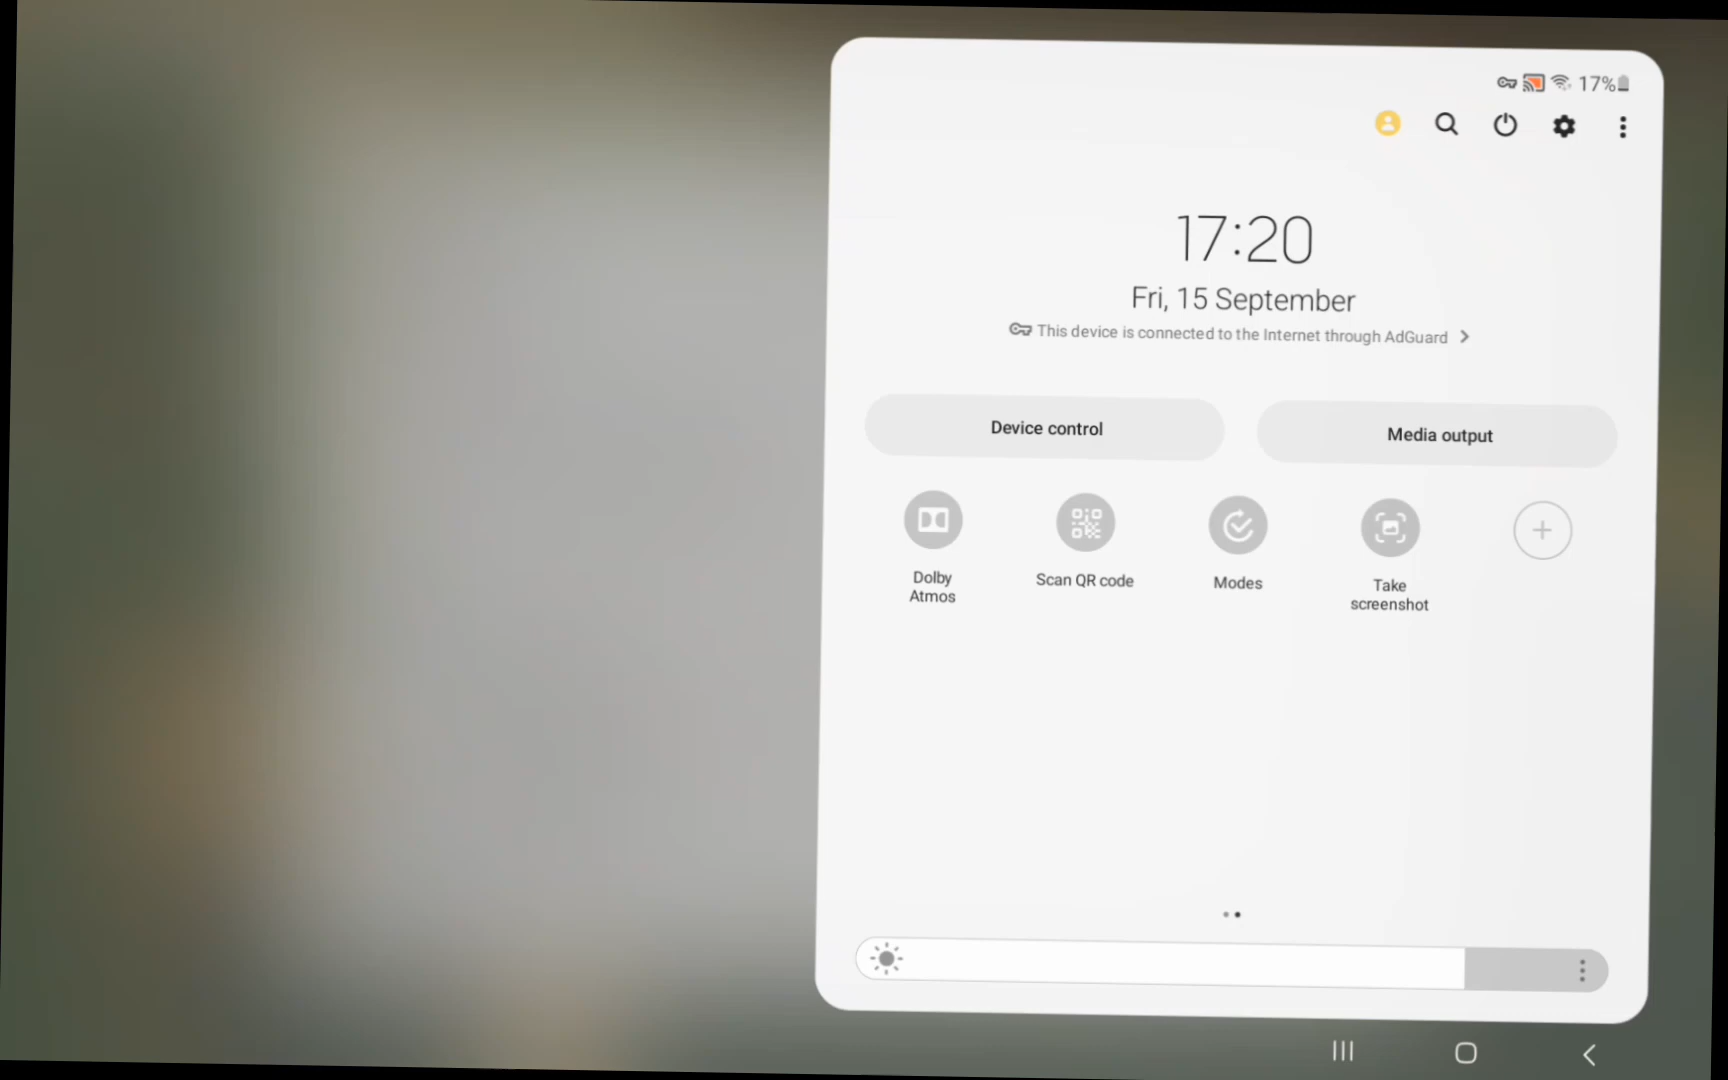 17%
17:20
Fri, 15 September
This device is connected to the Internet through AdGuard
Device control
Media output
Dolby
Atmos
Scan QR code
Modes
Take
screenshot